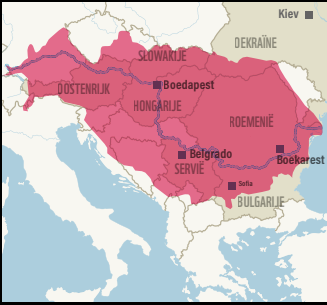 Kiev
DEKRAÏNE
SLOWAKIJE
Boedapest
OOSTENRIJK
HONGARIJE
ROEMENIË
Boekarest
Belgrado
SERVIË
Sofia
BULGARIJE